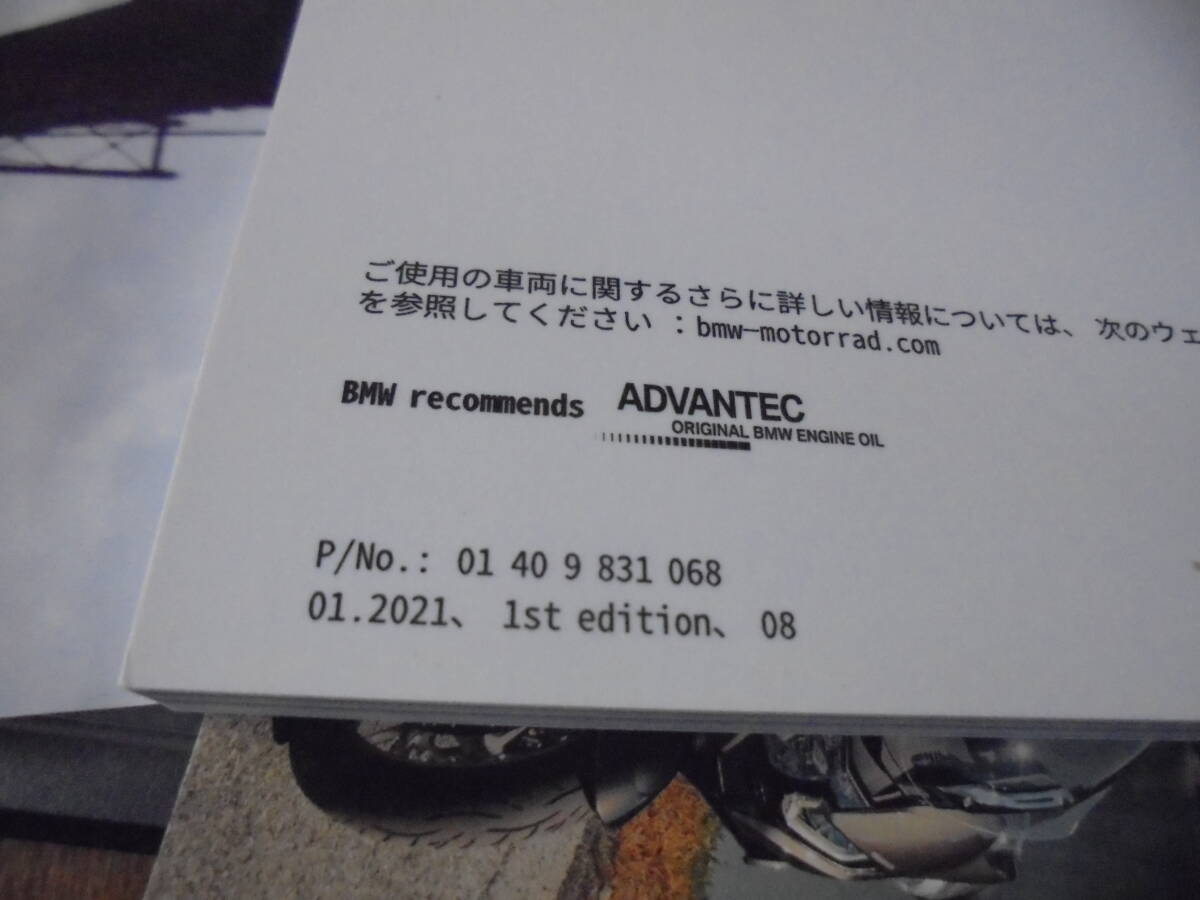 ご使用の車両に関するさらに詳しい情報については、次のウェ
を参照してください ：bmw-motorrad.com
BMW recommends ADVANTEC
ORIGINAL BMW ENGINE OIL
P/No.: 01 40 9 831 068
01.2021、 1st edition、 08